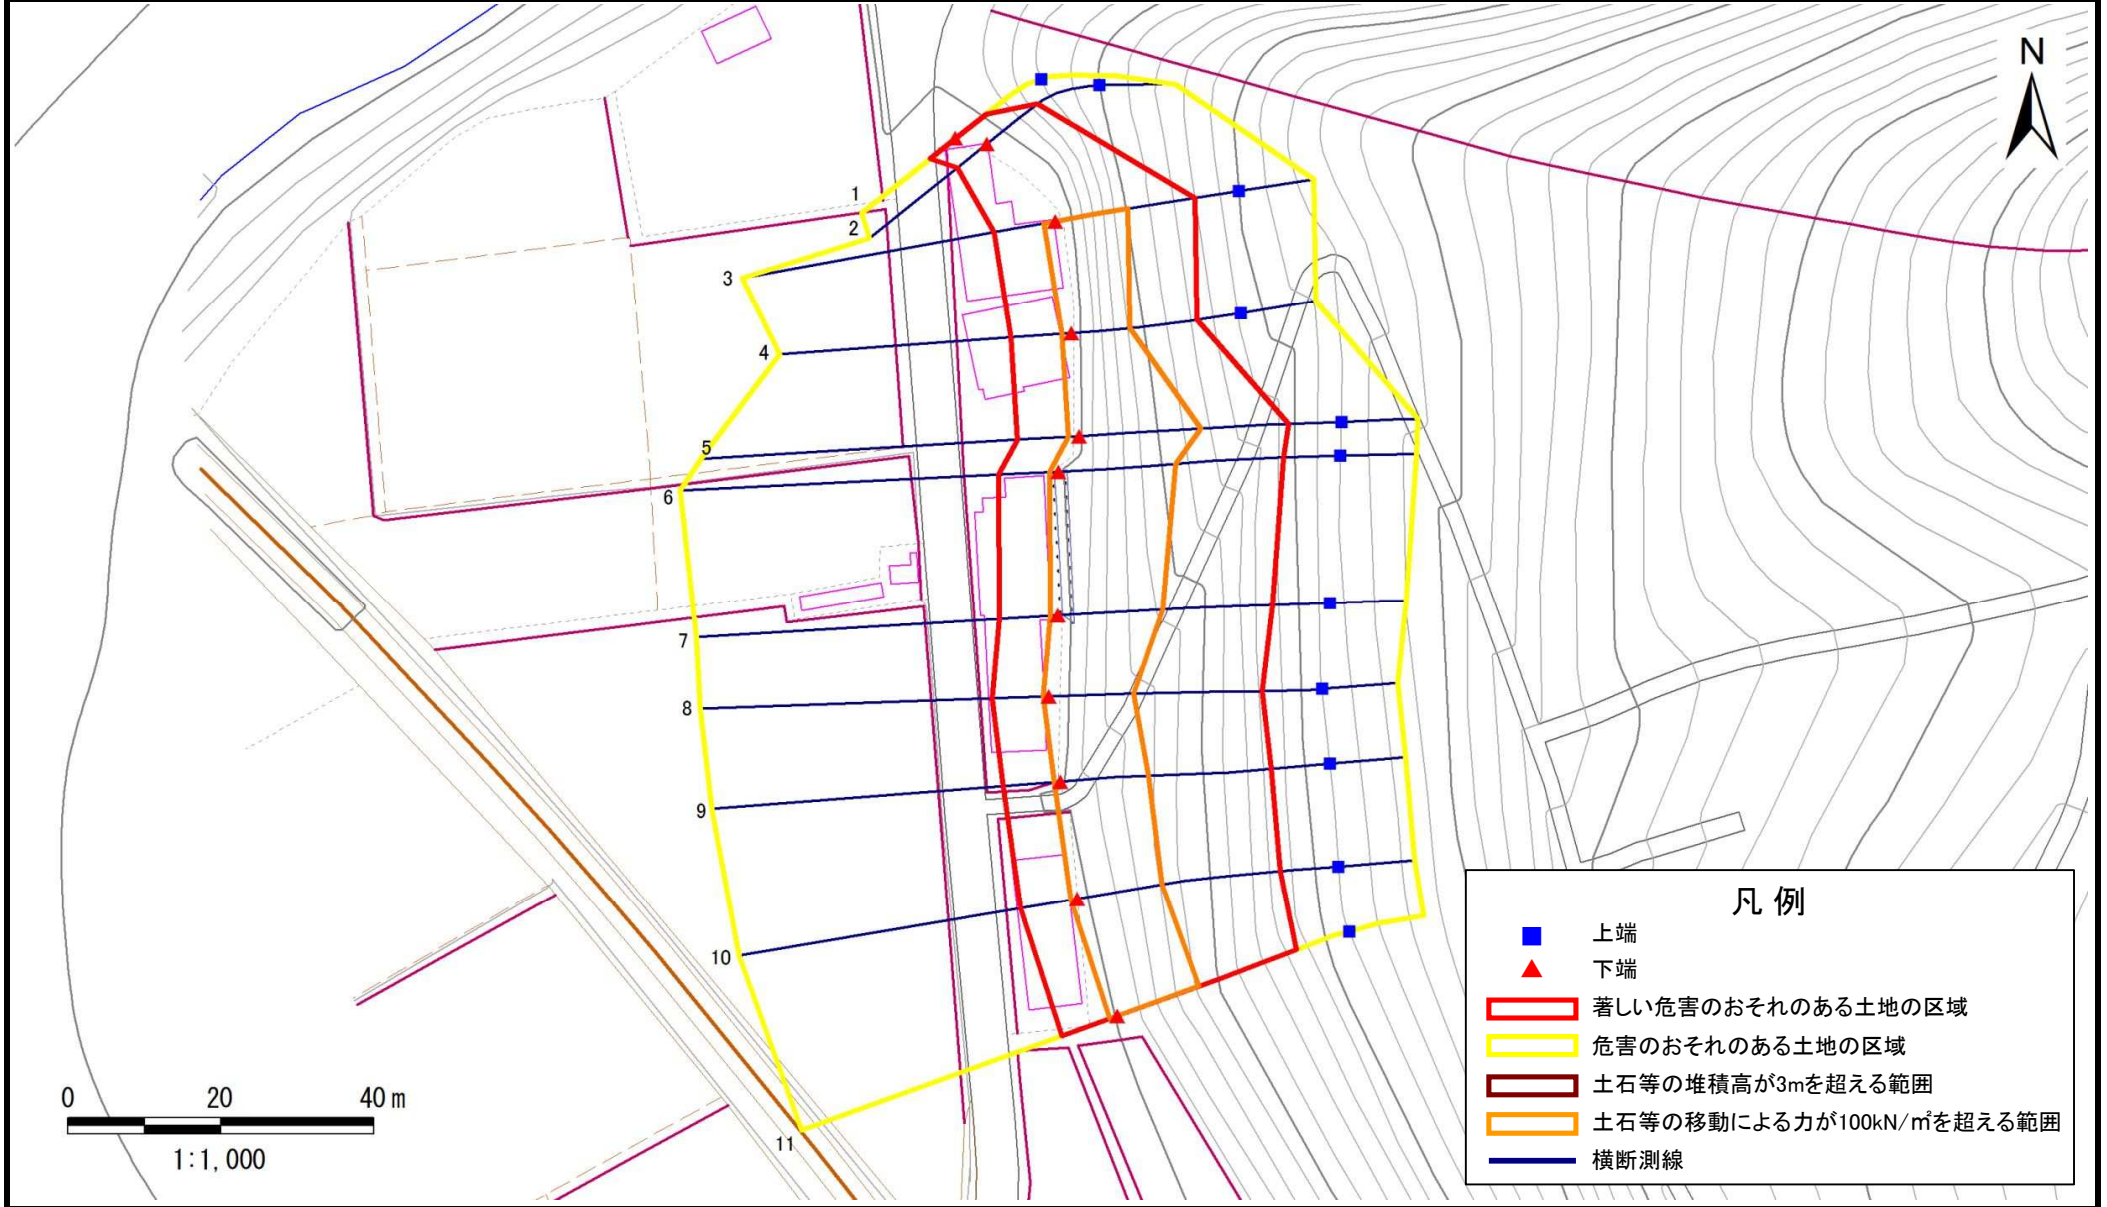 N
1
2
3
4
5
6
7
8
9
10
11
0 20 40 m
1:1,000
凡 例
上端
下端
著しい危害のおそれのある土地の区域
危害のおそれのある土地の区域
土石等の堆積高が3mを超える範囲
土石等の移動による力が100kN/㎡を超える範囲
横断測線